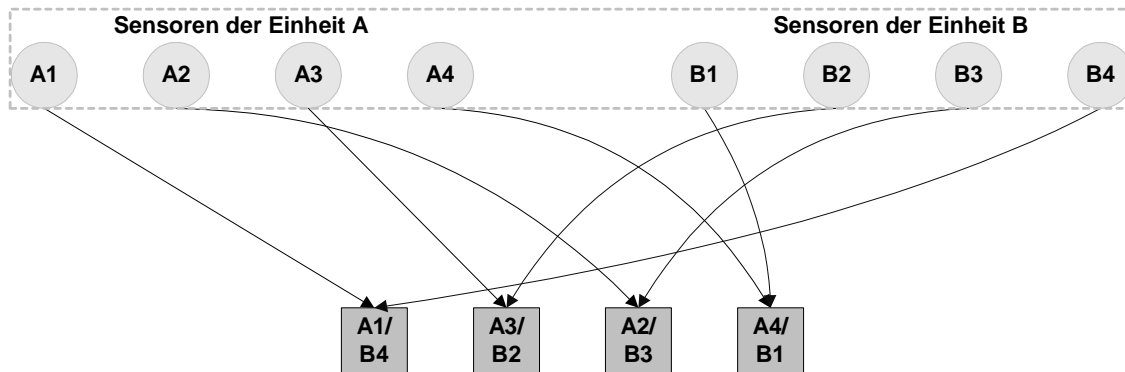 Sensoren der Einheit A
Sensoren der Einheit B
A1
A2
A3
A4
B1
B2
B3
B4
A1/
B4
A3/
B2
A2/
B3
A4/
B1